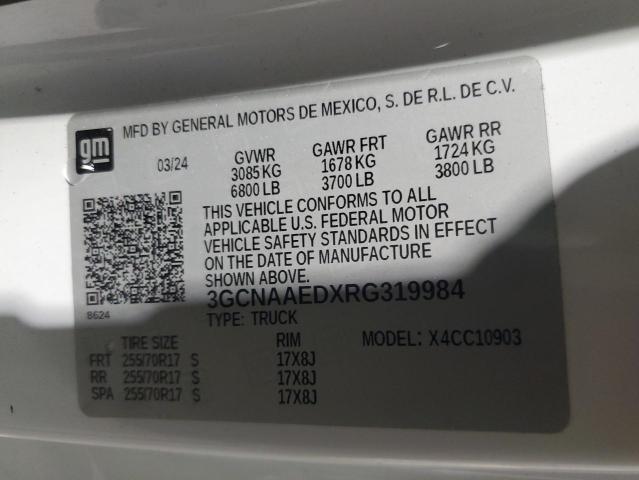 gm
MFD BY GENERAL MOTORS DE MEXICO, S. DE R.L. DE C.V.
03/24 GVWR GAWR FRT GAWR RR
3085 KG 1678 KG 1724 KG
6800 LB 3700 LB 3800 LB
THIS VEHICLE CONFORMS TO ALL
APPLICABLE U.S. FEDERAL MOTOR
VEHICLE SAFETY STANDARDS IN EFFECT
ON THE DATE OF MANUFACTURE
SHOWN ABOVE.
8624 3GCNAAEDXRG319984
TYPE: TRUCK
TIRE SIZE RIM MODEL: X4CC10903
FRT 255/70R17 S 17X8J
RR 255/70R17 S 17X8J
SPA 255/70R17 S 17X8J